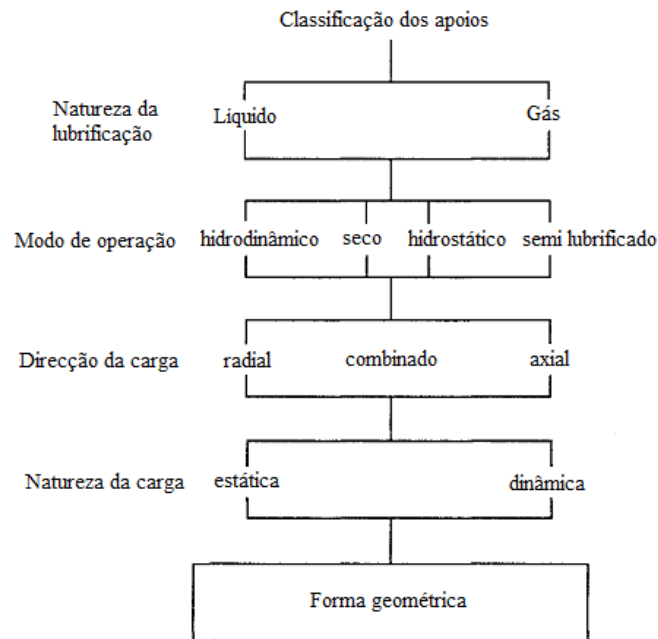 Classificação dos apoios
Natureza da
lubrificação
Líquido
Gás
Modo de operação
hidrodinâmico
seco
hidrostático
semi lubrificado
Direcção da carga
radial
combinado
axial
Natureza da carga
estática
dinâmica
Forma geométrica